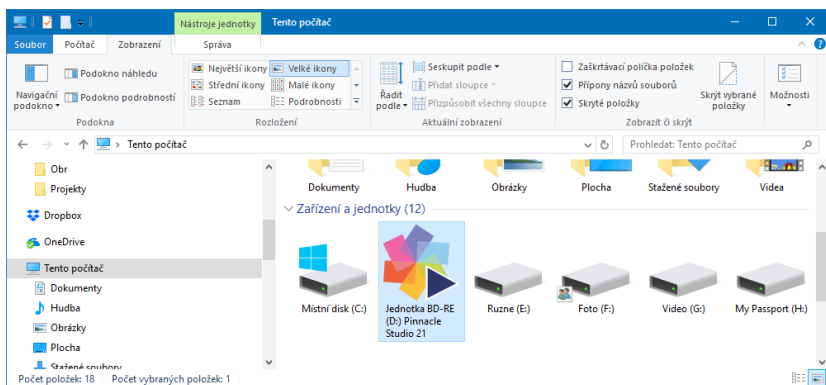 Nástroje jednotky
Tento počítač
Soubor
Počítač
Zobrazení
Správa
Navigační
podokno
Podokno náhledu
Podokno podrobností
Podokna
Největší ikony
Velké ikony
Střední ikony
Malé ikony
Seznam
Podrobnosti
Rozložení
Řadit
podle
Seskupit podle
Přidat sloupce
Přizpůsobit všechny sloupce
Aktuální zobrazení
Zaškrtávací políčka položek
Přípony názvů souborů
Skryté položky
Skrýt vybrané
položky
Zobrazit či skrýt
Možnosti
Tento počítač
Prohledat: Tento počítač
Obr
Projekty
Dropbox
OneDrive
Tento počítač
Dokumenty
Hudba
Obrázky
Plocha
Stažené soubory
Dokumenty
Hudba
Obrázky
Plocha
Stažené soubory
Videa
Zařízení a jednotky (12)
Místní disk (C:)
Jednotka BD-RE
(D:) Pinnacle
Studio 21
Ruzne (E:)
Foto (F:)
Video (G:)
My Passport (H:)
Počet položek: 18
Počet vybraných položek: 1